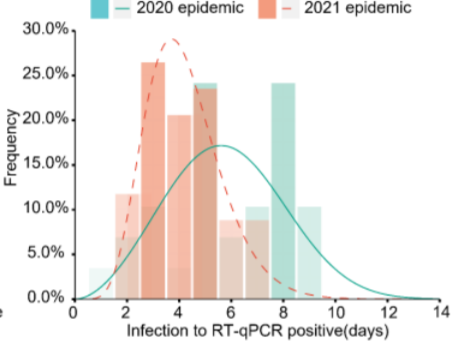 2020 epidemic 2021 epidemic
30.0%
25.0%
20.0%
15.0%
10.0%
5.0%
0.0%
Frequency
0 2 4 6 8 10 12 14
Infection to RT-qPCR positive(days)